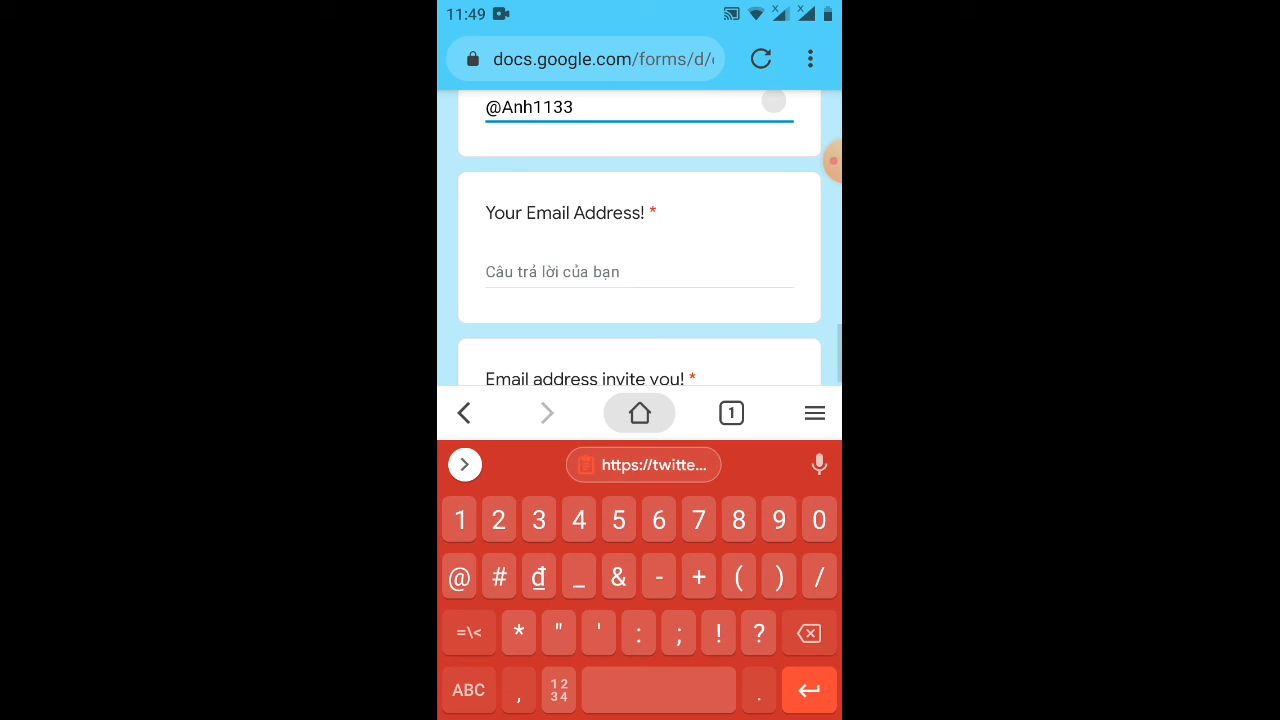 11:49
docs.google.com/forms/d/
@Anh1133
Your Email Address! *
Câu trả lời của bạn
Email address invite you! *
1
https://twitte...
1 2 3 4 5 6 7 8 9 0
@ # ₫ _ & - + ( ) /
=\< * " ' : ; ! ?
ABC , 12 34 .